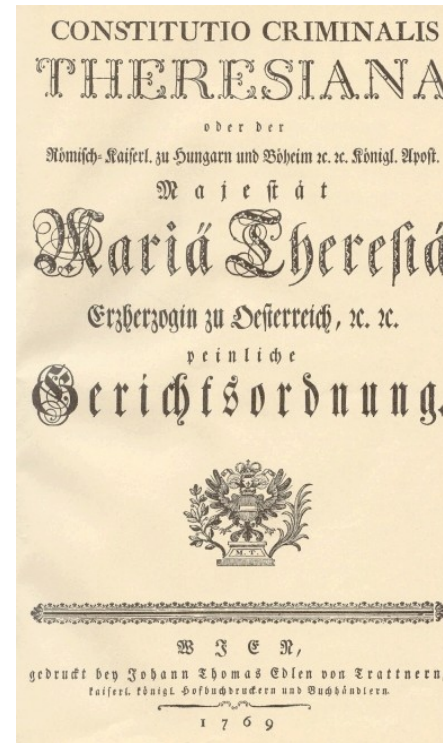 CONSTITUTIO CRIMINALIS
THERESIANA
oder der
Römisch-Kaiserl. zu Hungarn und Böheim ꝛc. ꝛc. Königl. Apost.
Majestät
Mariä Theresiä
Erzherzogin zu Oesterreich, ꝛc. ꝛc.
peinliche
Gerichtsordnung.
M. T.
WIEN,
gedruckt bey Johann Thomas Edlen von Trattnern,
kaiserl. königl. Hofbuchdruckern und Buchhändlern.
1769